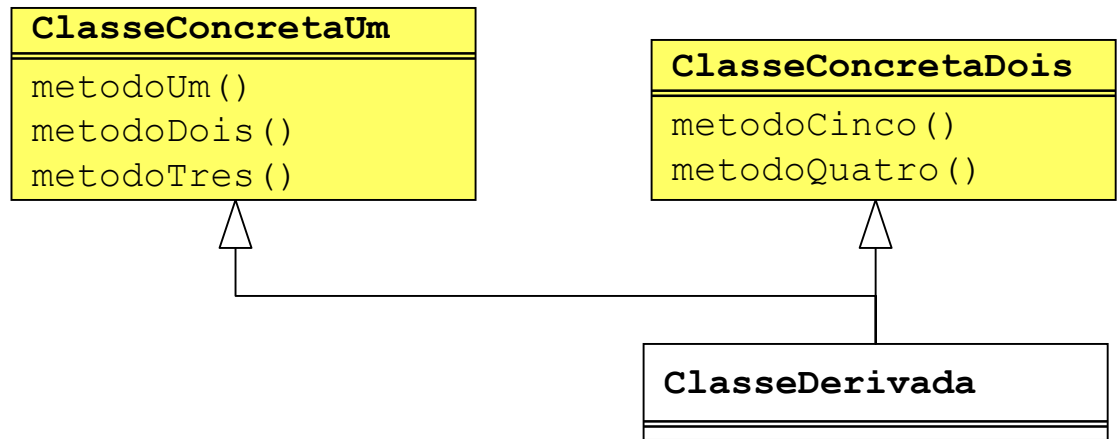 ClasseConcretaUm
metodoUm()
metodoDois()
metodoTres()
ClasseConcretaDois
metodoCinco()
metodoQuatro()
ClasseDerivada